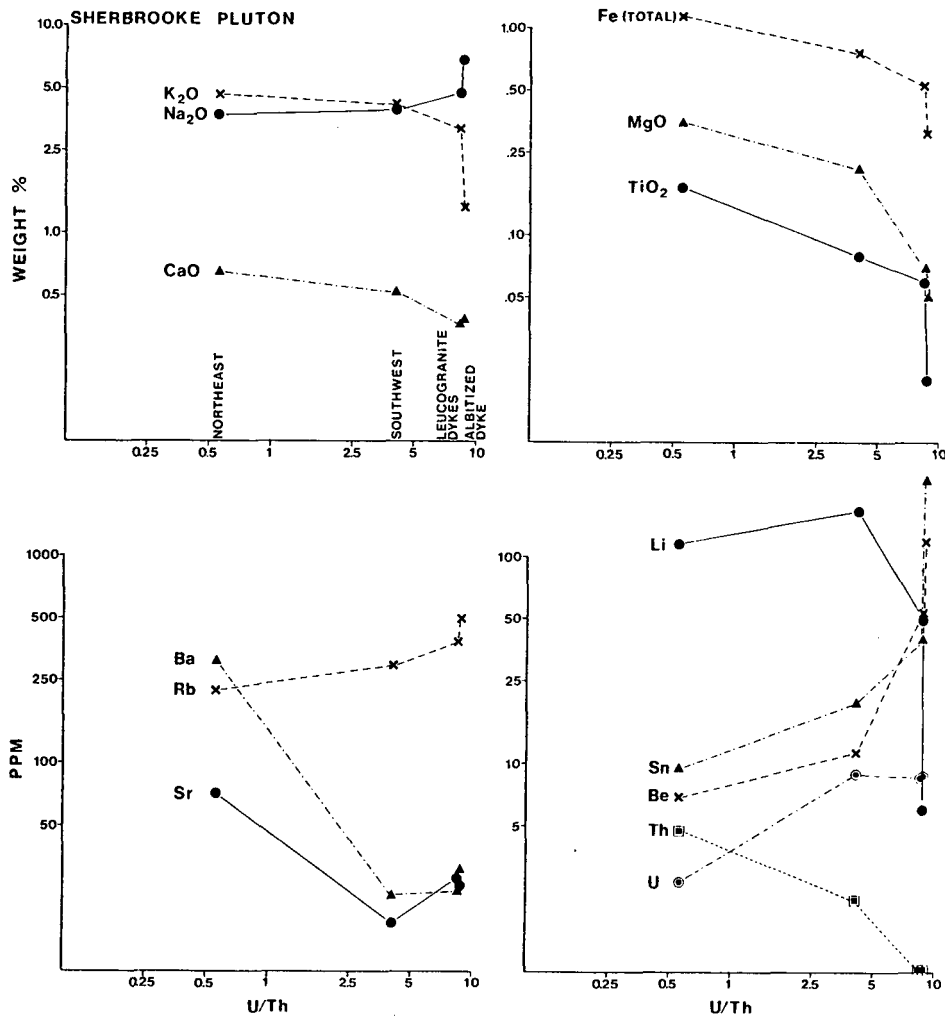 SHERBROOKE PLUTON
10.0
5.0
2.5
1.0
0.5
WEIGHT %
K2O
Na2O
CaO
NORTHEAST
SOUTHWEST
LEUCOGRANITE
DYKES
ALBITIZED
DYKE
0.25 0.5 1 2.5 5 10
1.00
.50
.25
.10
.05
Fe (TOTAL)
MgO
TiO2
0.25 0.5 1 2.5 5 10
1000
500
250
100
50
PPM
Ba
Rb
Sr
0.25 0.5 1 2.5 5 10
U/Th
100
50
25
10
5
Li
Sn
Be
Th
U
0.25 0.5 1 2.5 5 10
U/Th